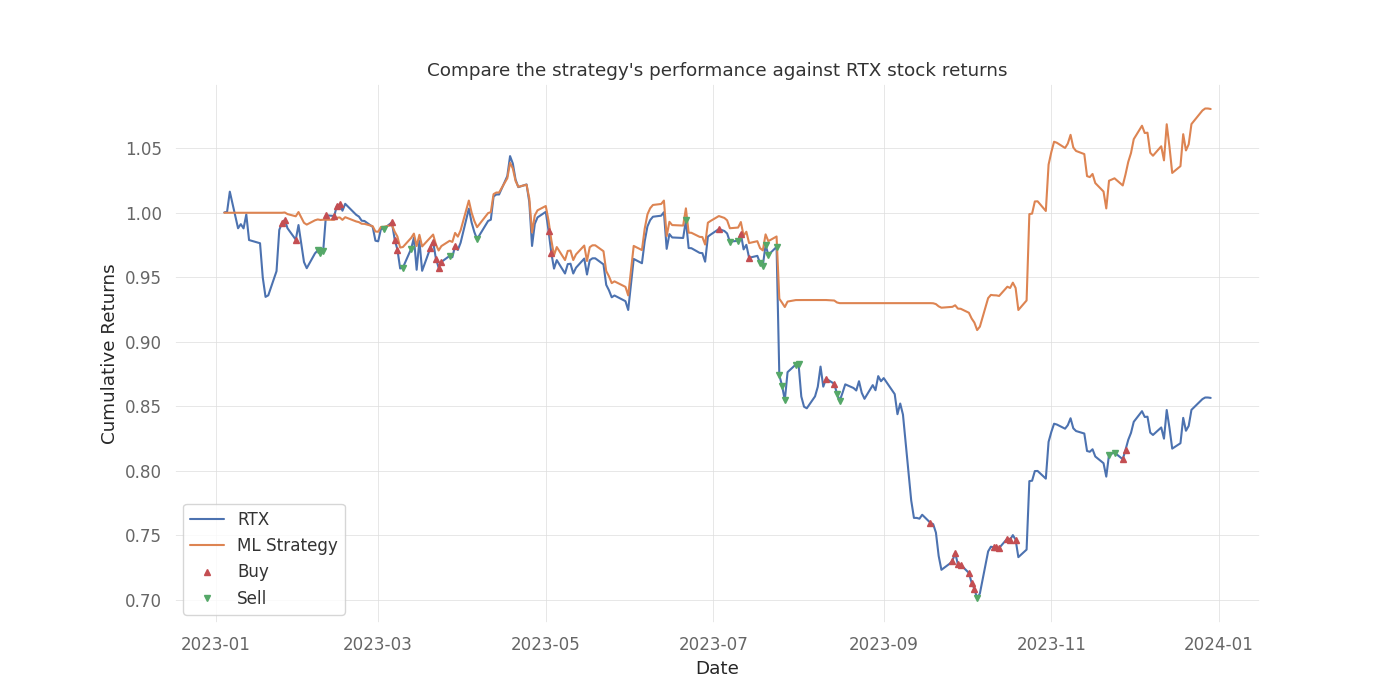 Compare the strategy's performance against RTX stock returns
Cumulative Returns
1.05
1.00
0.95
0.90
0.85
0.80
0.75
0.70
RTX
ML Strategy
Buy
Sell
2023-01 2023-03 2023-05 2023-07 2023-09 2023-11 2024-01
Date